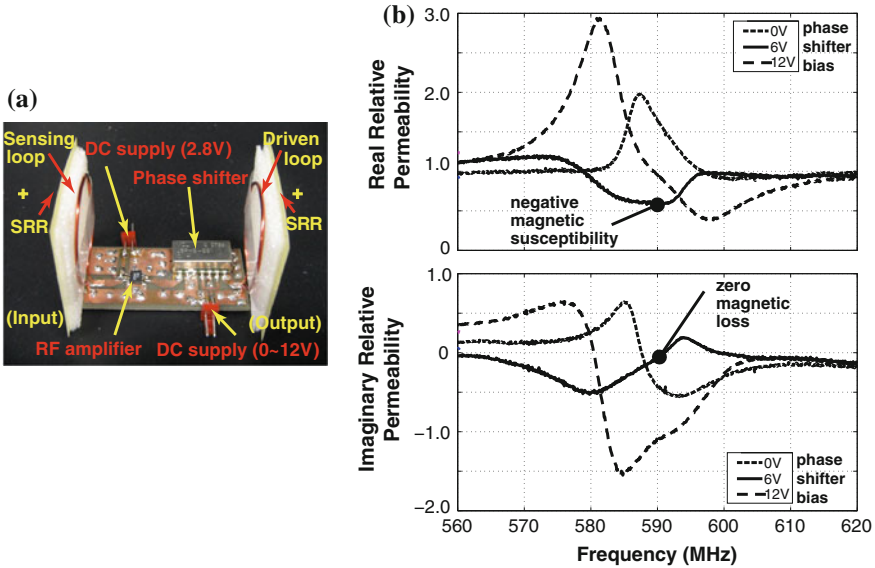 (a)
Sensing
loop
DC supply (2.8V)
Driven
loop
Phase shifter
+
+
SRR
SRR
(Input)
(Output)
RF amplifier
DC supply (0~12V)
(b)
3.0
2.0
1.0
0
Real Relative
Permeability
0V
6V
12V
phase
shifter
bias
negative
magnetic
susceptibility
1.0
0
−1.0
−2.0
Imaginary Relative
Permeability
zero
magnetic
loss
0V
6V
12V
phase
shifter
bias
560
570
580
590
600
610
620
Frequency (MHz)